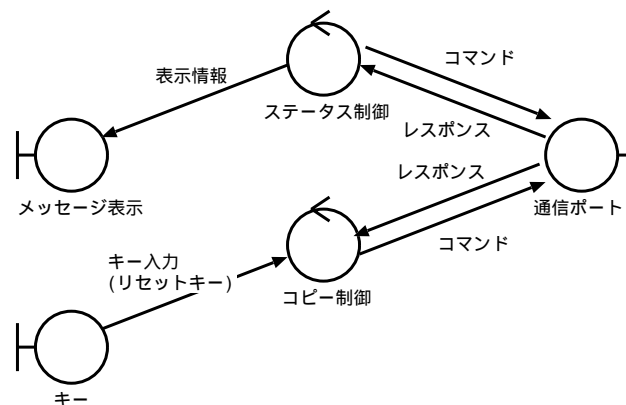 コマンド
表示情報
ステータス制御
レスポンス
レスポンス
メッセージ表示
通信ポート
コマンド
キー入力
(リセットキー)
コピー制御
キー